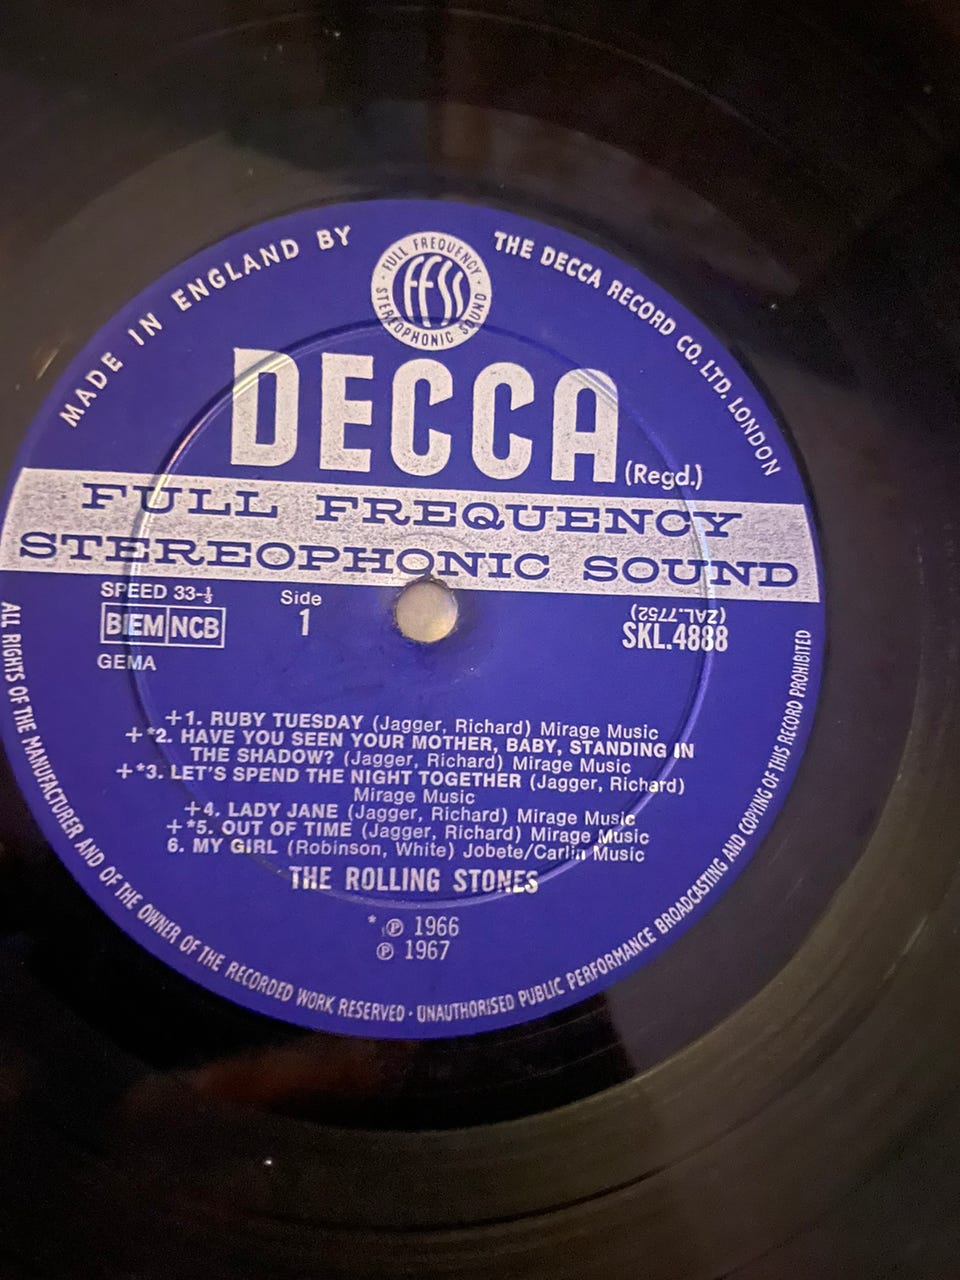 MADE IN ENGLAND BY
THE DECCA RECORD CO. LTD. LONDON
FULL FREQUENCY
ffss
STEREOPHONIC SOUND
DECCA (Regd.)
FULL FREQUENCY
STEREOPHONIC SOUND
SPEED 33-⅓
BIEM NCB
GEMA
Side
1
(ZAL.7752)
SKL.4888
+1. RUBY TUESDAY (Jagger, Richard) Mirage Music
+*2. HAVE YOU SEEN YOUR MOTHER, BABY, STANDING IN
THE SHADOW? (Jagger, Richard) Mirage Music
+*3. LET'S SPEND THE NIGHT TOGETHER (Jagger, Richard)
Mirage Music
+4. LADY JANE (Jagger, Richard) Mirage Music
+*5. OUT OF TIME (Jagger, Richard) Mirage Music
6. MY GIRL (Robinson, White) Jobete/Carlin Music
THE ROLLING STONES
* ℗ 1966
℗ 1967
ALL RIGHTS OF THE MANUFACTURER AND OF THE OWNER OF THE RECORDED WORK RESERVED · UNAUTHORISED PUBLIC PERFORMANCE BROADCASTING AND COPYING OF THIS RECORD PROHIBITED